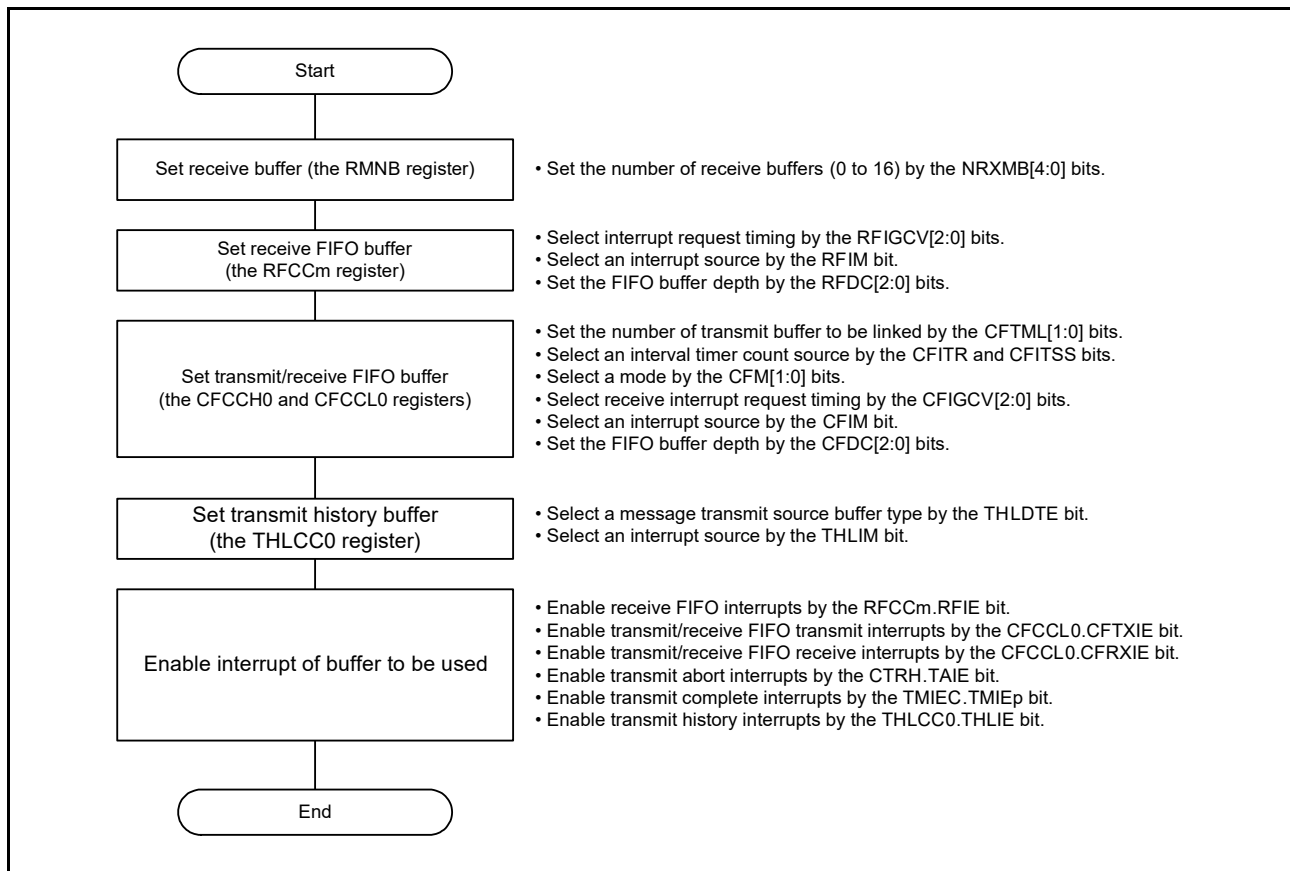 Start
Set receive buffer (the RMNB register)
• Set the number of receive buffers (0 to 16) by the NRXMB[4:0] bits.
Set receive FIFO buffer
(the RFCCm register)
• Select interrupt request timing by the RFIGCV[2:0] bits.
• Select an interrupt source by the RFIM bit.
• Set the FIFO buffer depth by the RFDC[2:0] bits.
Set transmit/receive FIFO buffer
(the CFCCH0 and CFCCL0 registers)
• Set the number of transmit buffer to be linked by the CFTML[1:0] bits.
• Select an interval timer count source by the CFITR and CFITSS bits.
• Select a mode by the CFM[1:0] bits.
• Select receive interrupt request timing by the CFIGCV[2:0] bits.
• Select an interrupt source by the CFIM bit.
• Set the FIFO buffer depth by the CFDC[2:0] bits.
Set transmit history buffer
(the THLCC0 register)
• Select a message transmit source buffer type by the THLDTE bit.
• Select an interrupt source by the THLIM bit.
Enable interrupt of buffer to be used
• Enable receive FIFO interrupts by the RFCCm.RFIE bit.
• Enable transmit/receive FIFO transmit interrupts by the CFCCL0.CFTXIE bit.
• Enable transmit/receive FIFO receive interrupts by the CFCCL0.CFRXIE bit.
• Enable transmit abort interrupts by the CTRH.TAIE bit.
• Enable transmit complete interrupts by the TMIEC.TMIEp bit.
• Enable transmit history interrupts by the THLCC0.THLIE bit.
End